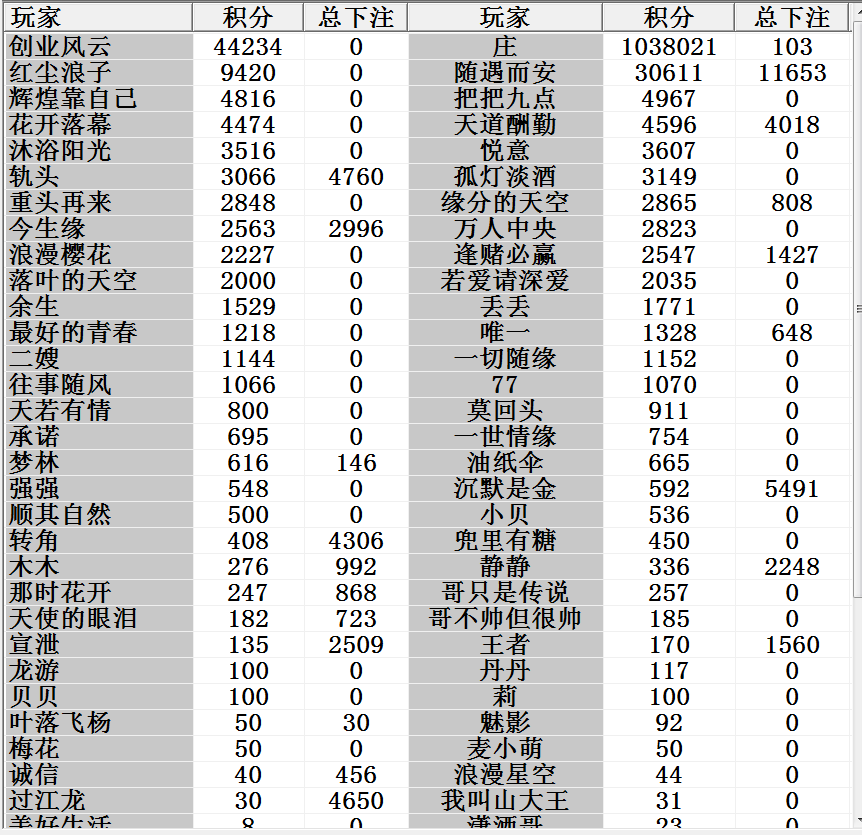 玩家 积分 总下注 玩家 积分 总下注
创业风云 44234 0 庄 1038021 103
红尘浪子 9420 0 随遇而安 30611 11653
辉煌靠自己 4816 0 把把九点 4967 0
花开落幕 4474 0 天道酬勤 4596 4018
沐浴阳光 3516 0 悦意 3607 0
轨头 3066 4760 孤灯淡酒 3149 0
重头再来 2848 0 缘分的天空 2865 808
今生缘 2563 2996 万人中央 2823 0
浪漫樱花 2227 0 逢赌必赢 2547 1427
落叶的天空 2000 0 若爱请深爱 2035 0
余生 1529 0 丢丢 1771 0
最好的青春 1218 0 唯一 1328 648
二嫂 1144 0 一切随缘 1152 0
往事随风 1066 0 77 1070 0
天若有情 800 0 莫回头 911 0
承诺 695 0 一世情缘 754 0
梦林 616 146 油纸伞 665 0
强强 548 0 沉默是金 592 5491
顺其自然 500 0 小贝 536 0
转角 408 4306 兜里有糖 450 0
木木 276 992 静静 336 2248
那时花开 247 868 哥只是传说 257 0
天使的眼泪 182 723 哥不帅但很帅 185 0
宣泄 135 2509 王者 170 1560
龙游 100 0 丹丹 117 0
贝贝 100 0 莉 100 0
叶落飞杨 50 30 魅影 92 0
梅花 50 0 麦小萌 50 0
诚信 40 456 浪漫星空 44 0
过江龙 30 4650 我叫山大王 31 0
美好生活 8 0 潇洒哥 23 0